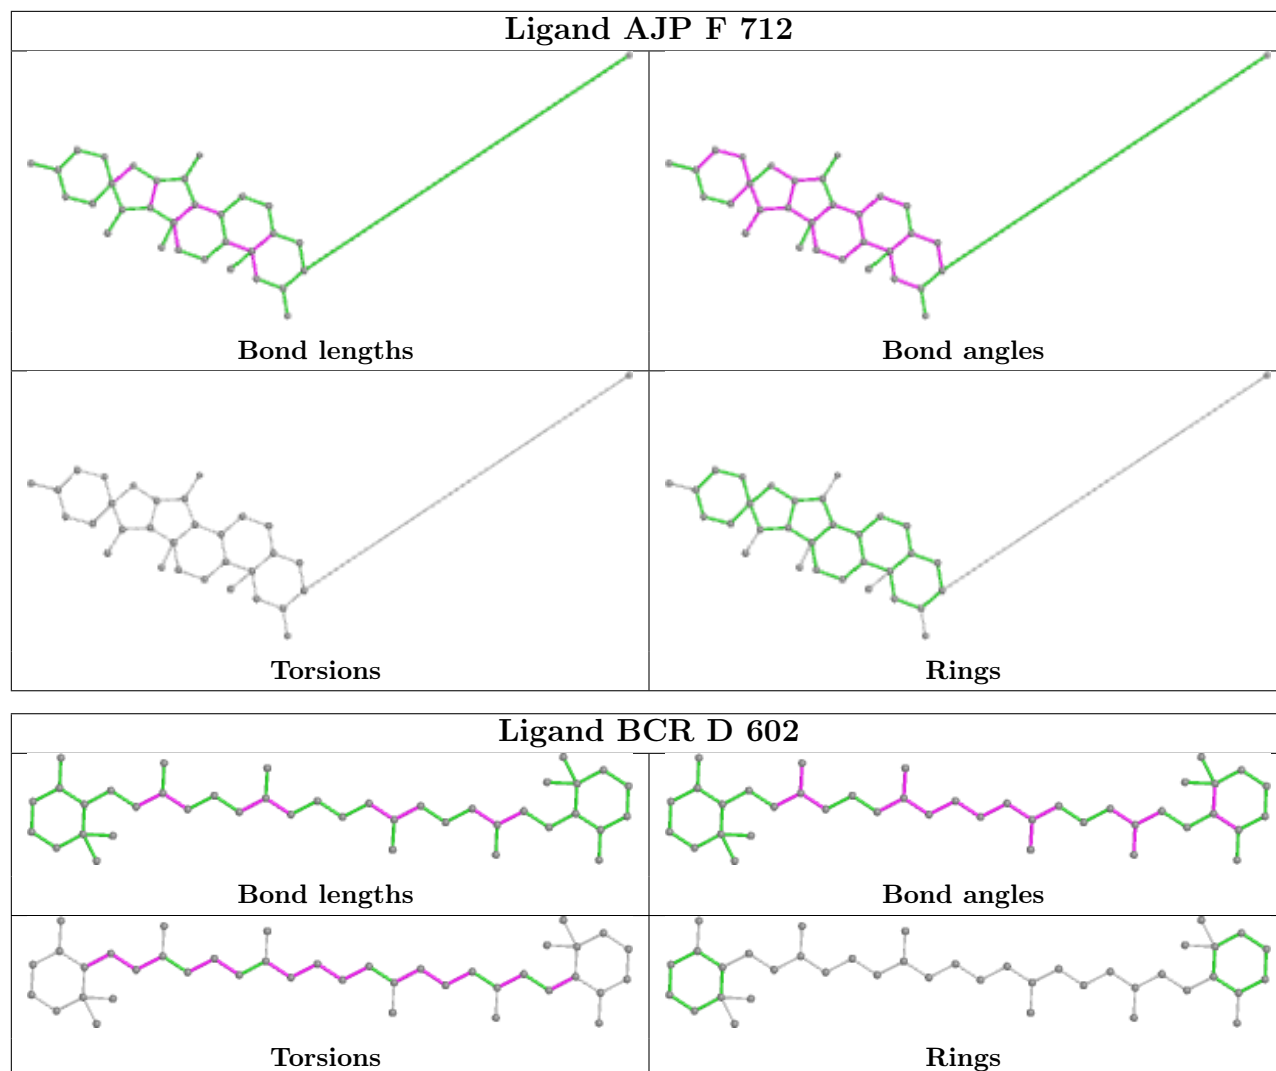 Ligand AJP F 712
Bond lengths
Bond angles
Torsions
Rings
Ligand BCR D 602
Bond lengths
Bond angles
Torsions
Rings